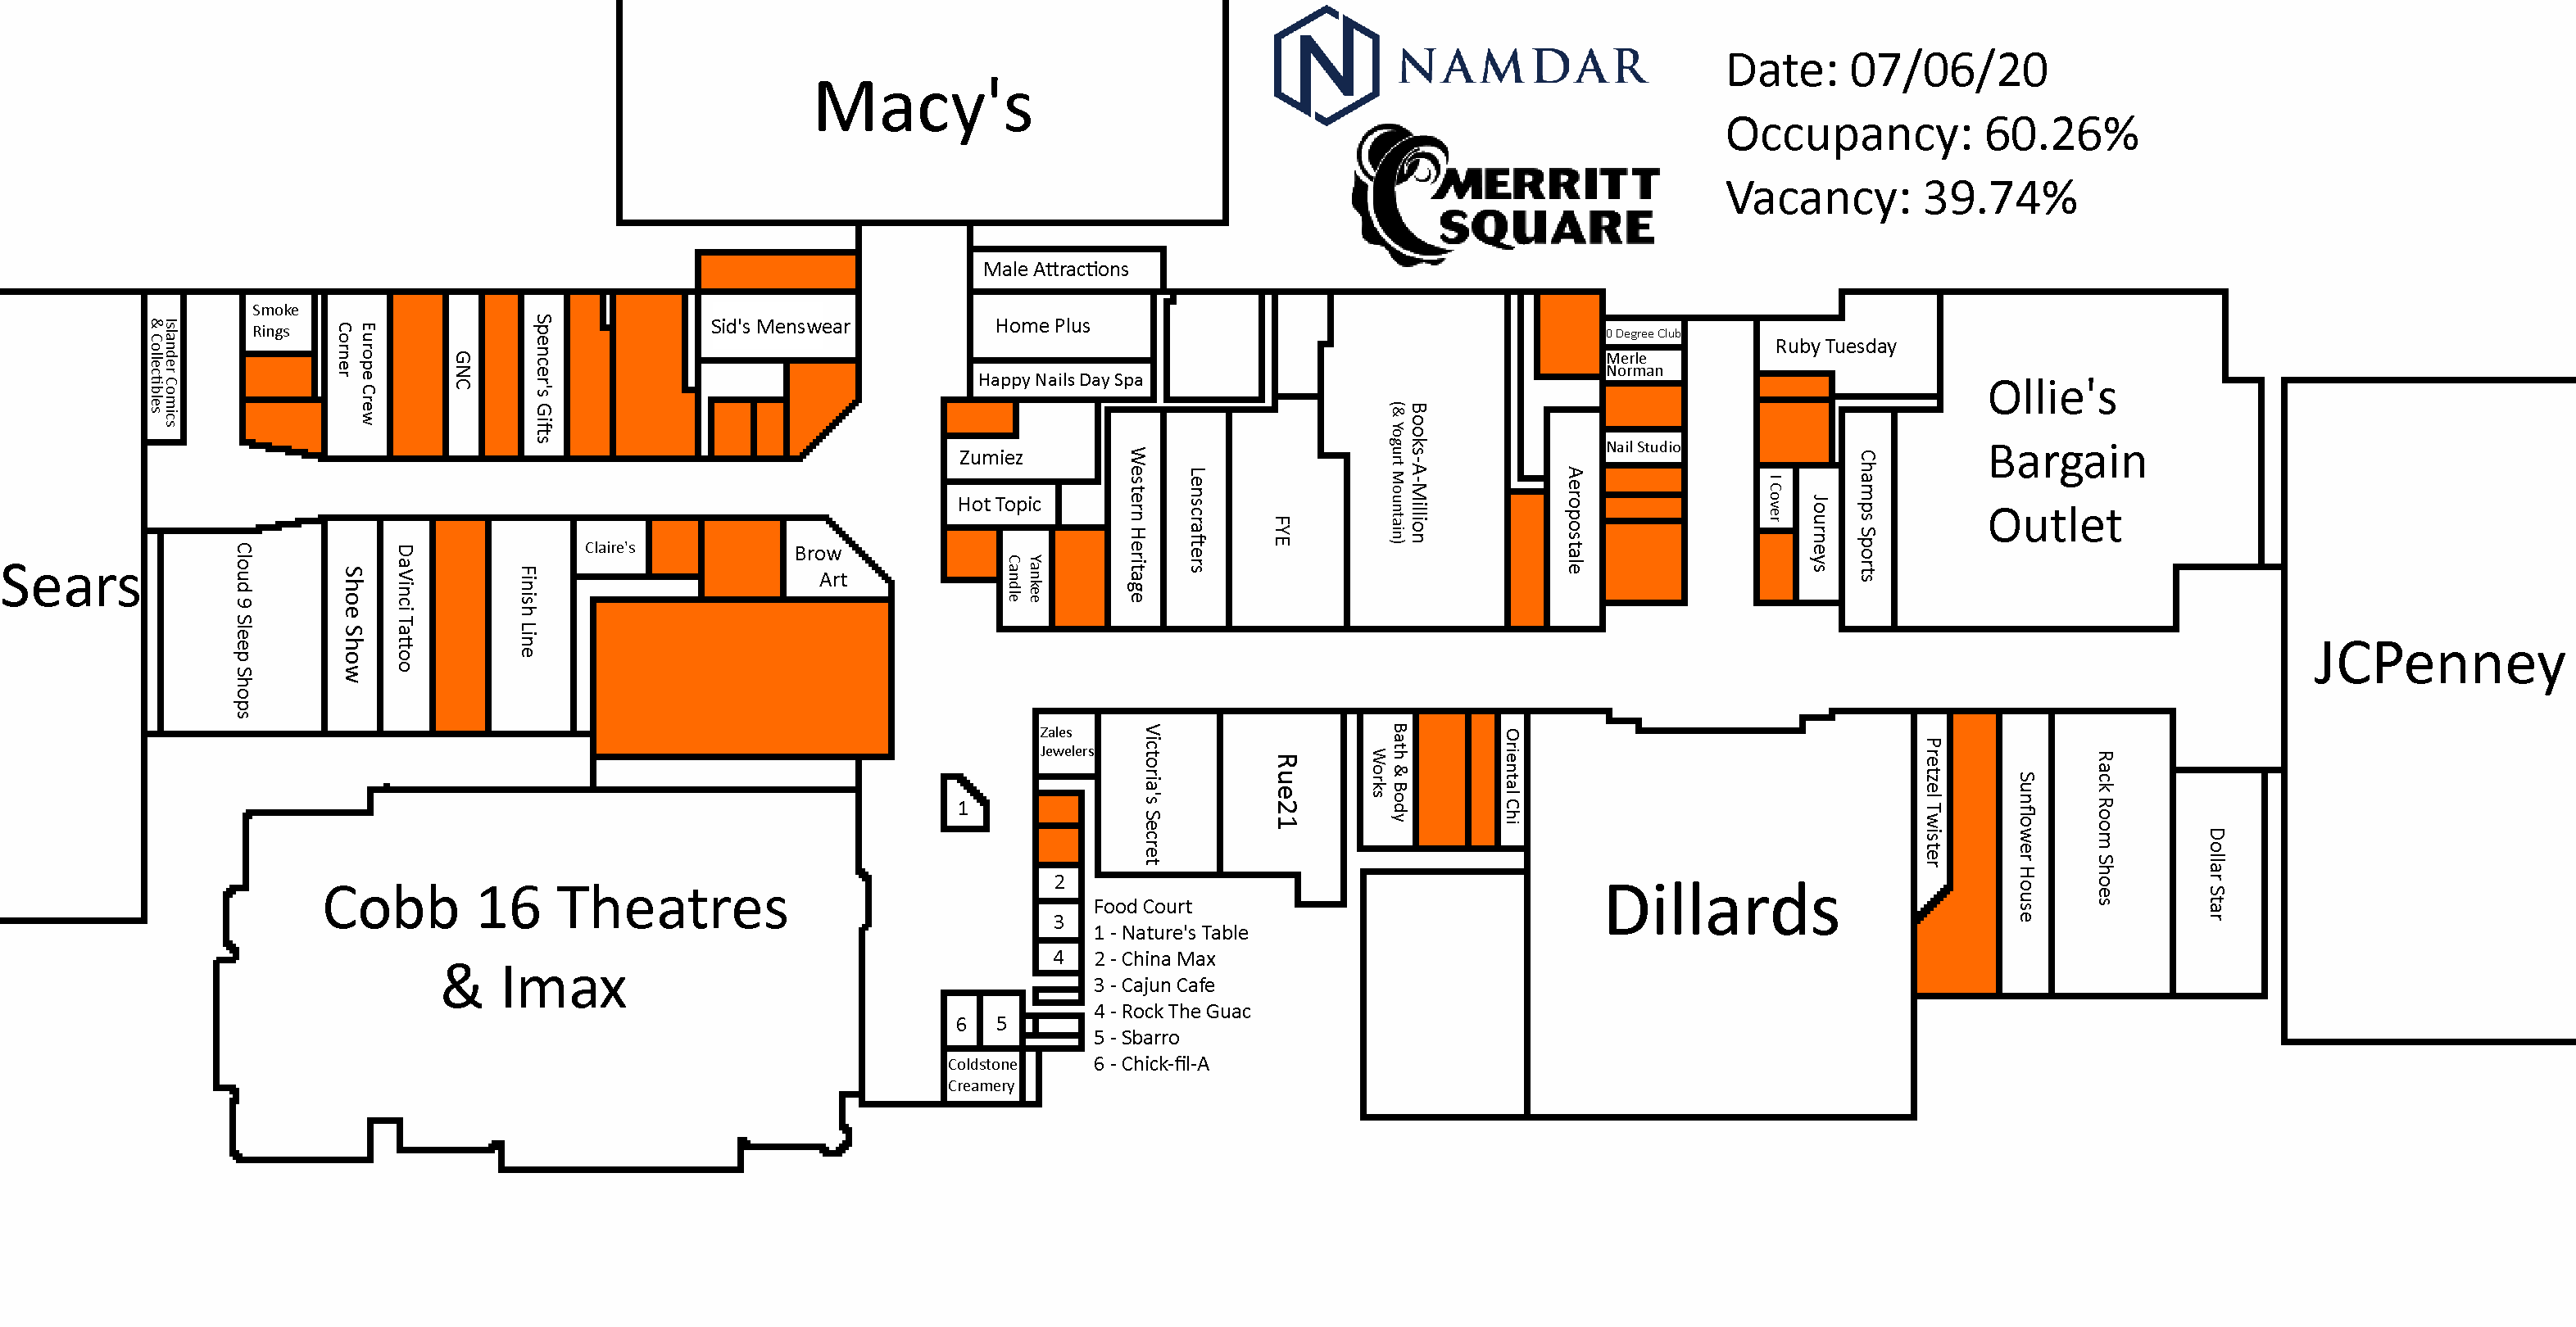 Macy's
NAMDAR
MERRITT
SQUARE
Date: 07/06/20
Occupancy: 60.26%
Vacancy: 39.74%
Male Attractions
Islander Comics
& Collectibles
Smoke
Rings
Europe Crew
Corner
GNC
Spencer's Gifts
Sid's Menswear
Home Plus
Happy Nails Day Spa
Zumiez
Hot Topic
Yankee
Candle
Western Heritage
Lenscrafters
FYE
Books-A-Million
(& Yogurt Mountain)
Aeropostale
0 Degree Club
Merle
Norman
Nail Studio
Ruby Tuesday
I Cover
Journeys
Champs Sports
Ollie's
Bargain
Outlet
Sears
Cloud 9 Sleep Shops
Shoe Show
DaVinci Tattoo
Finish Line
Claire's
Brow
Art
JCPenney
Zales
Jewelers
Victoria's Secret
Rue21
Bath & Body
Works
Oriental Chi
Dillards
Pretzel Twister
Sunflower House
Rack Room Shoes
Dollar Star
Cobb 16 Theatres
& Imax
1
2
3
4
6 5
Coldstone
Creamery
Food Court
1 - Nature's Table
2 - China Max
3 - Cajun Cafe
4 - Rock The Guac
5 - Sbarro
6 - Chick-fil-A